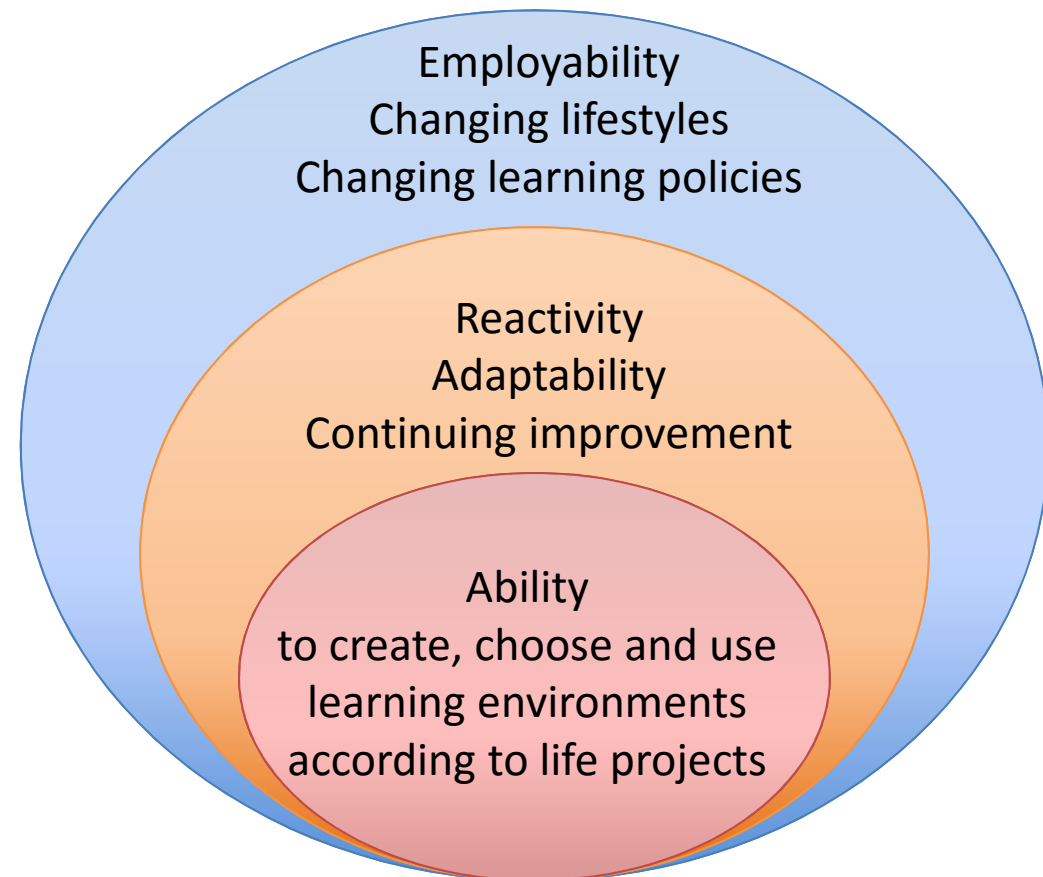 Employability
Changing lifestyles
Changing learning policies
Reactivity
Adaptability
Continuing improvement
Ability
to create, choose and use
learning environments
according to life projects